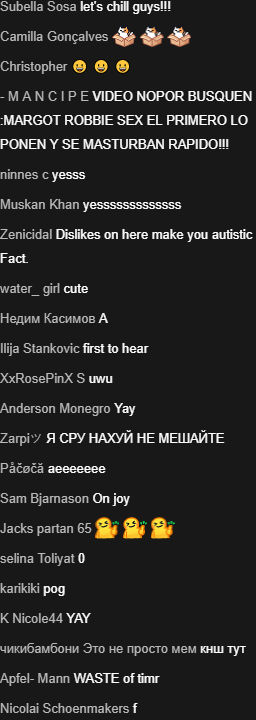 Subella Sosa let's chill guys!!!
Camilla Gonçalves
Christopher 😀 😀 😀
- M A N C I P E VIDEO NOPOR BUSQUEN
:MARGOT ROBBIE SEX EL PRIMERO LO
PONEN Y SE MASTURBAN RAPIDO!!!
ninnes c yesss
Muskan Khan yesssssssssssss
Zenicidal Dislikes on here make you autistic
Fact.
water_ girl cute
Недим Касимов А
Ilija Stankovic first to hear
XxRosePinX S uwu
Anderson Monegro Yay
Zarpiツ Я СРУ НАХУЙ НЕ МЕШАЙТЕ
Påčøčã aeeeeeee
Sam Bjarnason On joy
Jacks partan 65
selina Toliyat 0
karikiki pog
K Nicole44 YAY
чикибамбони Это не просто мем кнш тут
Apfel- Mann WASTE of timr
Nicolai Schoenmakers f